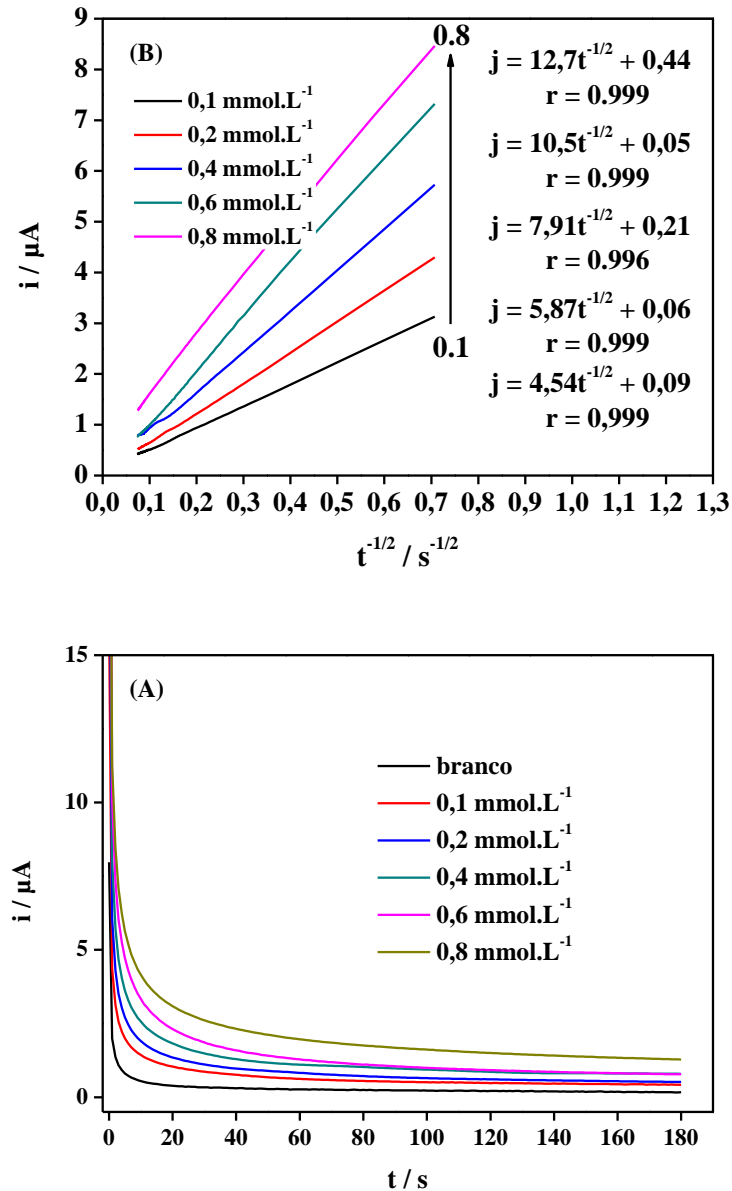 (B)
0.8
0,1 mmol.L⁻¹
0,2 mmol.L⁻¹
0,4 mmol.L⁻¹
0,6 mmol.L⁻¹
0,8 mmol.L⁻¹
0.1
j = 12,7t⁻¹/² + 0,44
r = 0.999
j = 10,5t⁻¹/² + 0,05
r = 0.999
j = 7,91t⁻¹/² + 0,21
r = 0.996
j = 5,87t⁻¹/² + 0,06
r = 0.999
j = 4,54t⁻¹/² + 0,09
r = 0,999
9
8
7
6
5
4
3
2
1
0
i / µA
0,0 0,1 0,2 0,3 0,4 0,5 0,6 0,7 0,8 0,9 1,0 1,1 1,2 1,3
t⁻¹/² / s⁻¹/²
(A)
branco
0,1 mmol.L⁻¹
0,2 mmol.L⁻¹
0,4 mmol.L⁻¹
0,6 mmol.L⁻¹
0,8 mmol.L⁻¹
15
10
5
0
i / µA
0 20 40 60 80 100 120 140 160 180
t / s